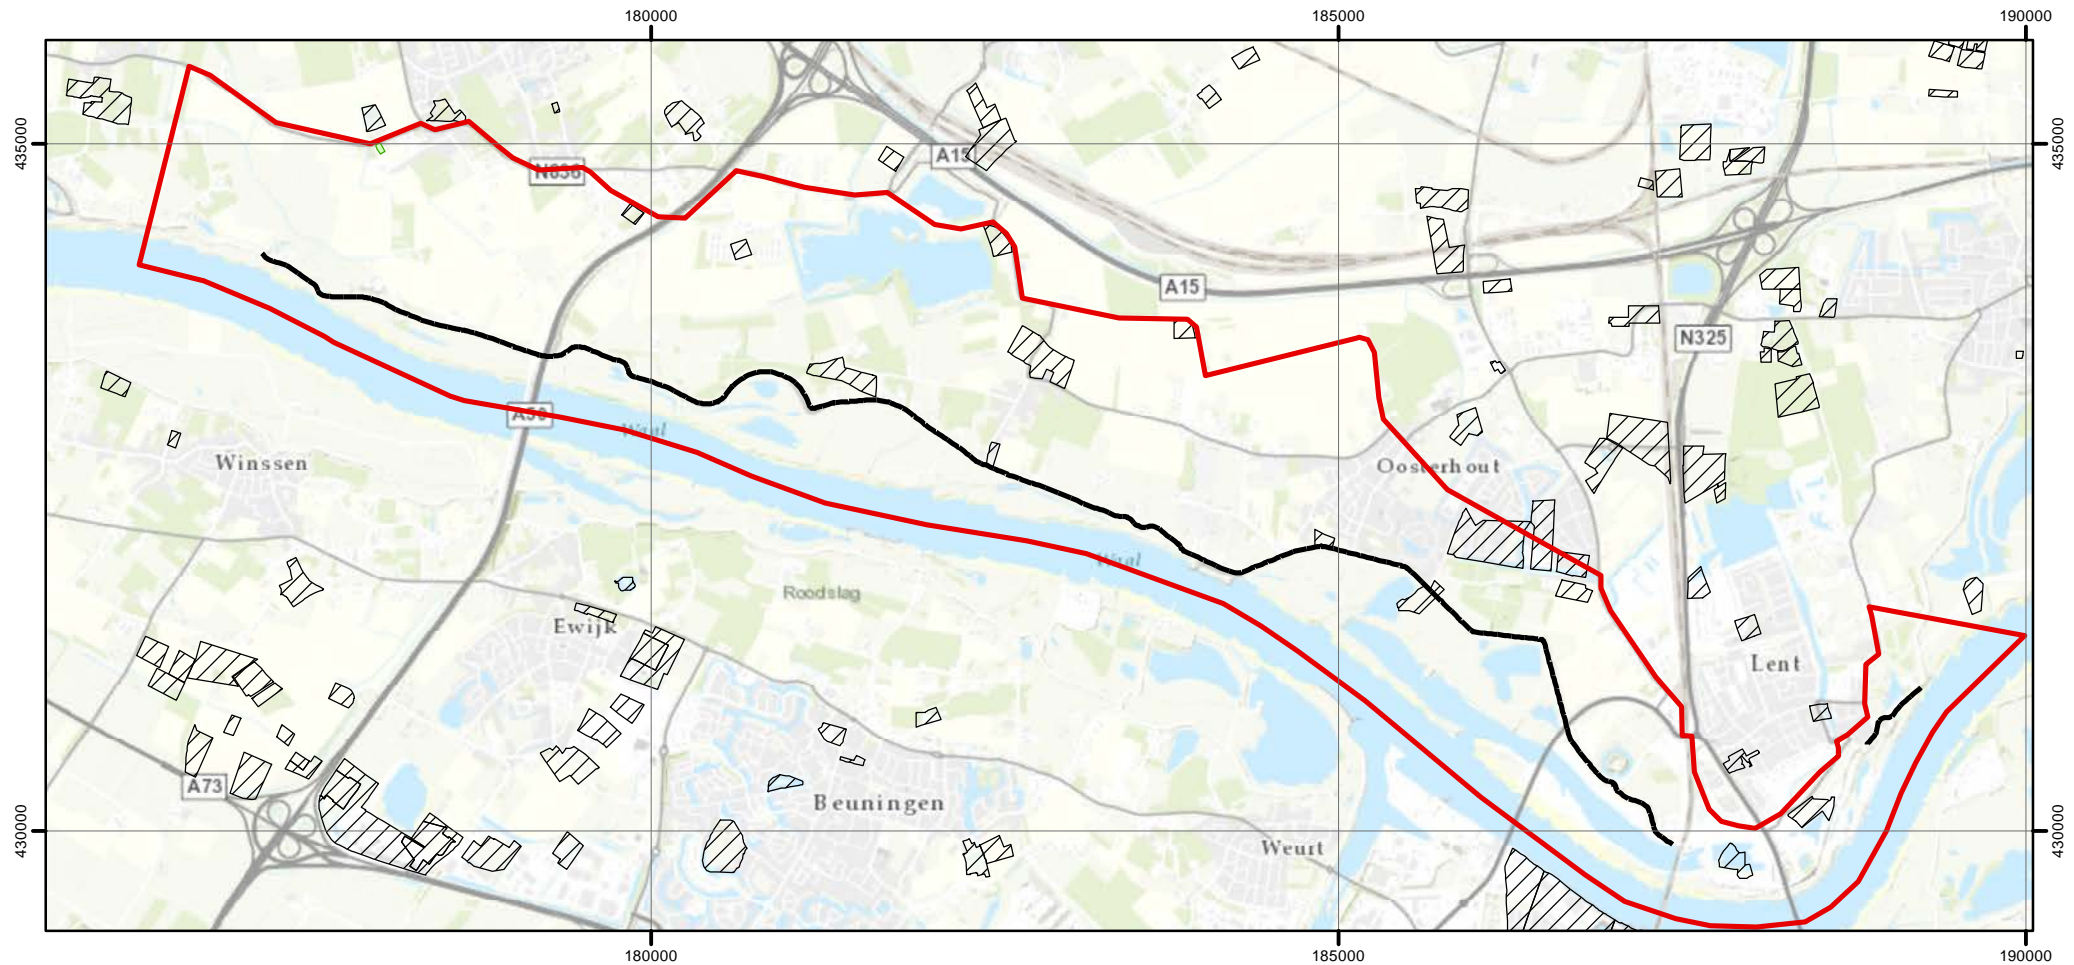 180000
185000
190000
435000
435000
A15
N836
A15
N325
A50
Waal
Winssen
Oosterhout
Waal
Roodslag
Ewijk
Lent
A73
Beuningen
430000
430000
Weurt
180000
185000
190000